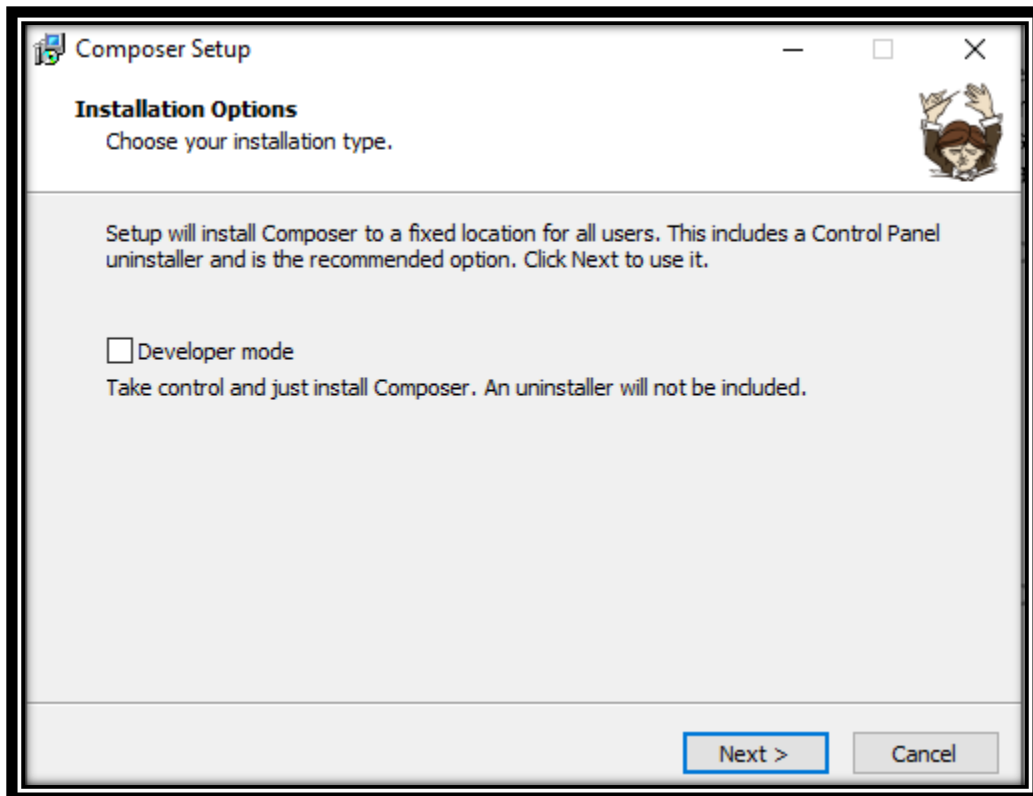 Composer Setup
Installation Options
Choose your installation type.
Setup will install Composer to a fixed location for all users. This includes a Control Panel
uninstaller and is the recommended option. Click Next to use it.
Developer mode
Take control and just install Composer. An uninstaller will not be included.
Next >
Cancel